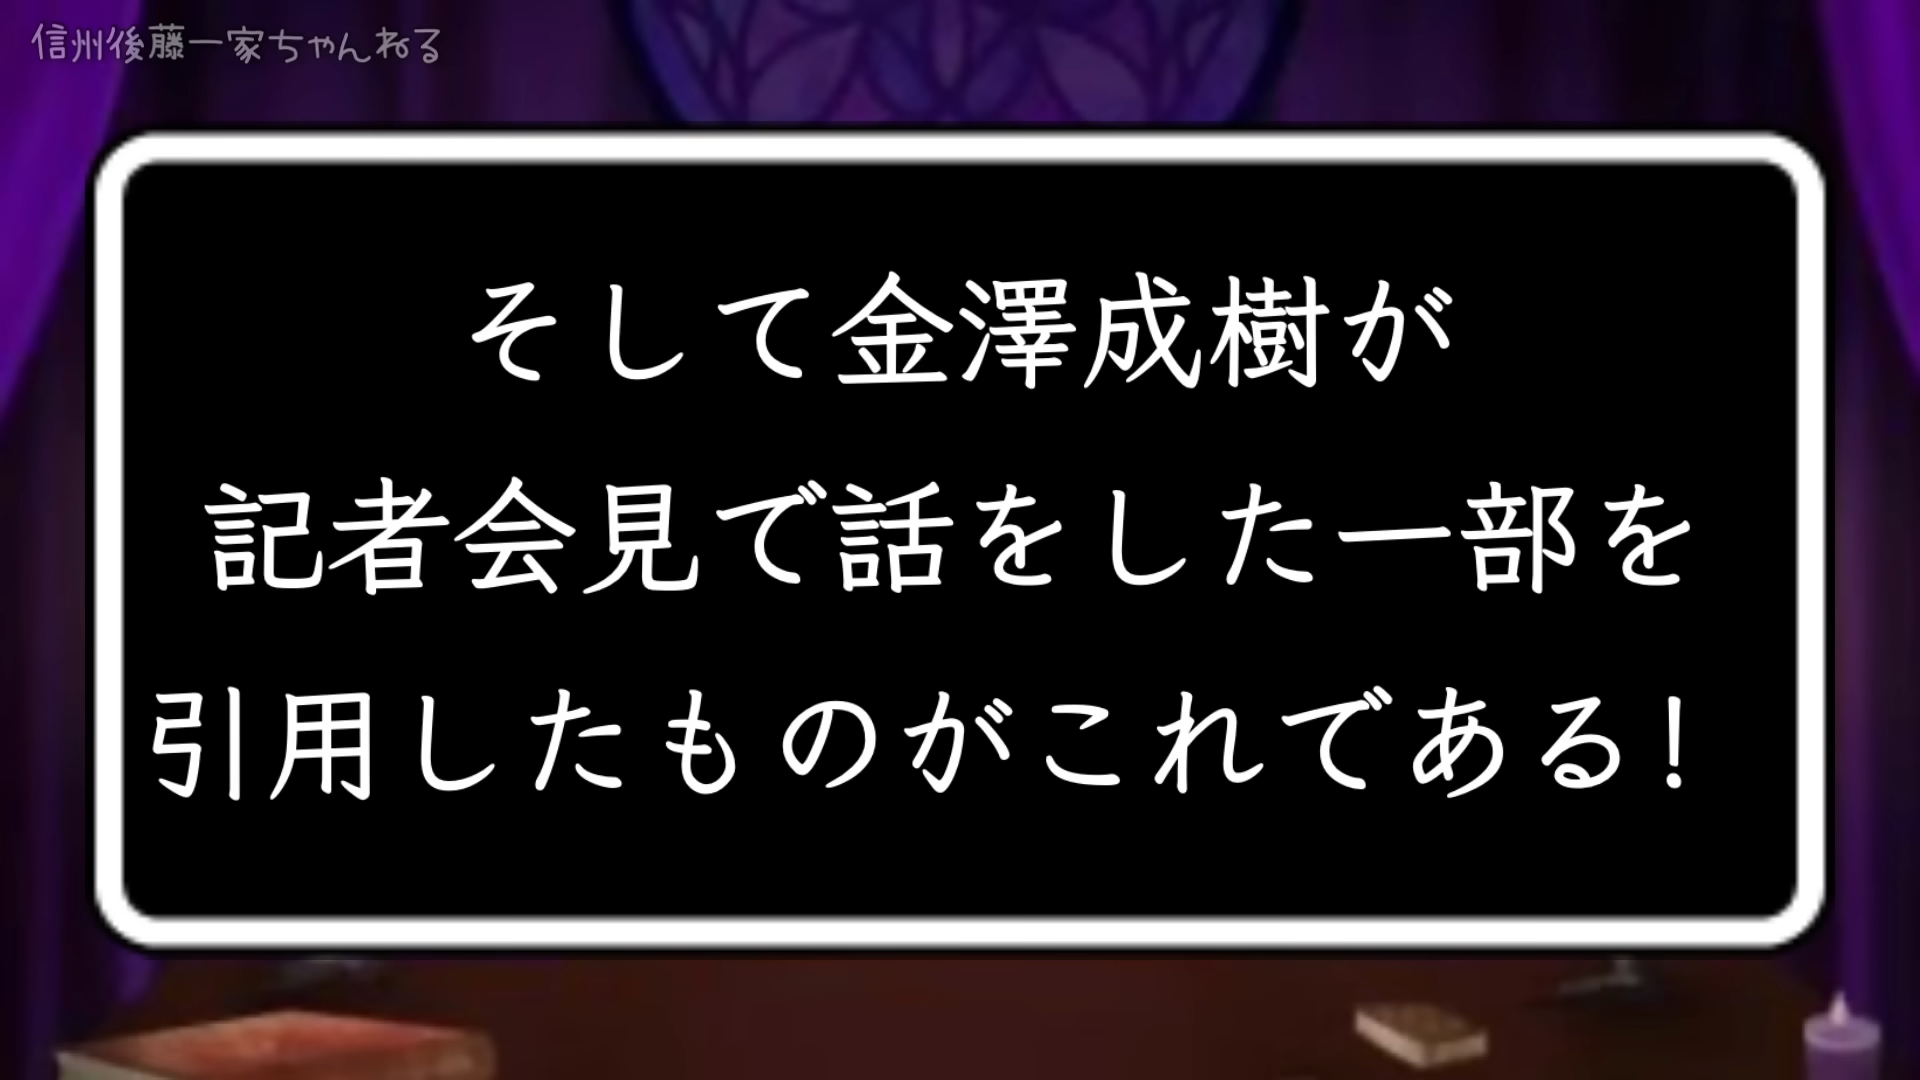 信州後藤一家ちゃんねる
そして金澤成樹が
記者会見で話をした一部を
引用したものがこれである!